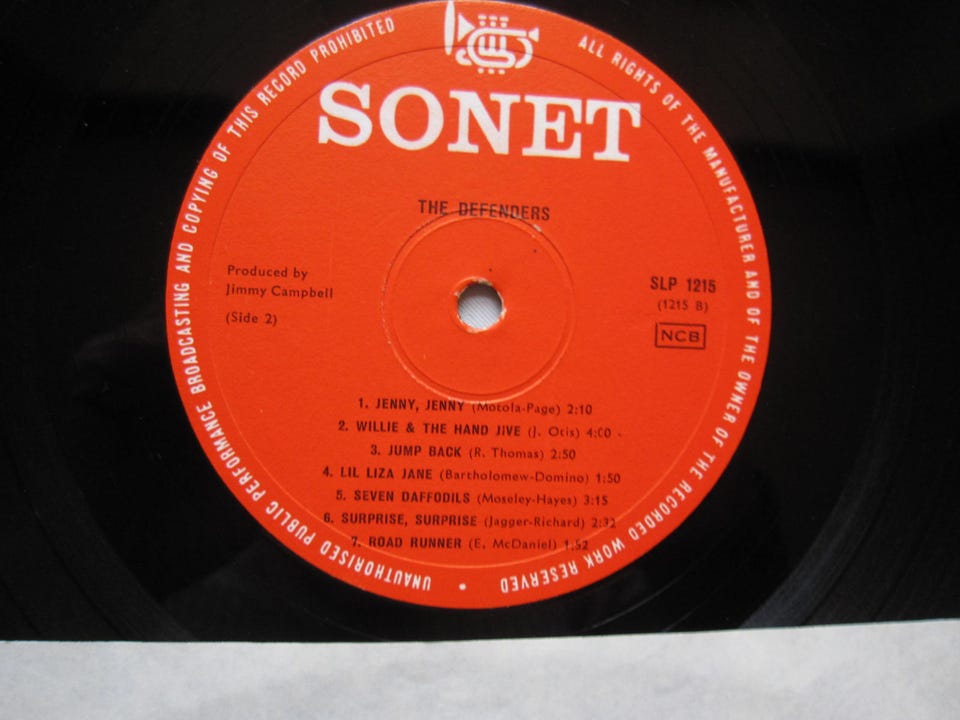 SONET
THE DEFENDERS
Produced by
Jimmy Campbell
(Side 2)
SLP 1215
(1215 B)
NCB
1. JENNY, JENNY (Motola-Page) 2:10
2. WILLIE & THE HAND JIVE (J. Otis) 4:00
3. JUMP BACK (R. Thomas) 2:50
4. LIL LIZA JANE (Bartholomew-Domino) 1:50
5. SEVEN DAFFODILS (Moseley-Hayes) 3:15
6. SURPRISE, SURPRISE (Jagger-Richard) 2:32
7. ROAD RUNNER (E. McDaniel) 1:52
ALL RIGHTS OF THE MANUFACTURER AND OF THE OWNER OF THE RECORDED WORK RESERVED
UNAUTHORISED PUBLIC PERFORMANCE BROADCASTING AND COPYING OF THIS RECORD PROHIBITED